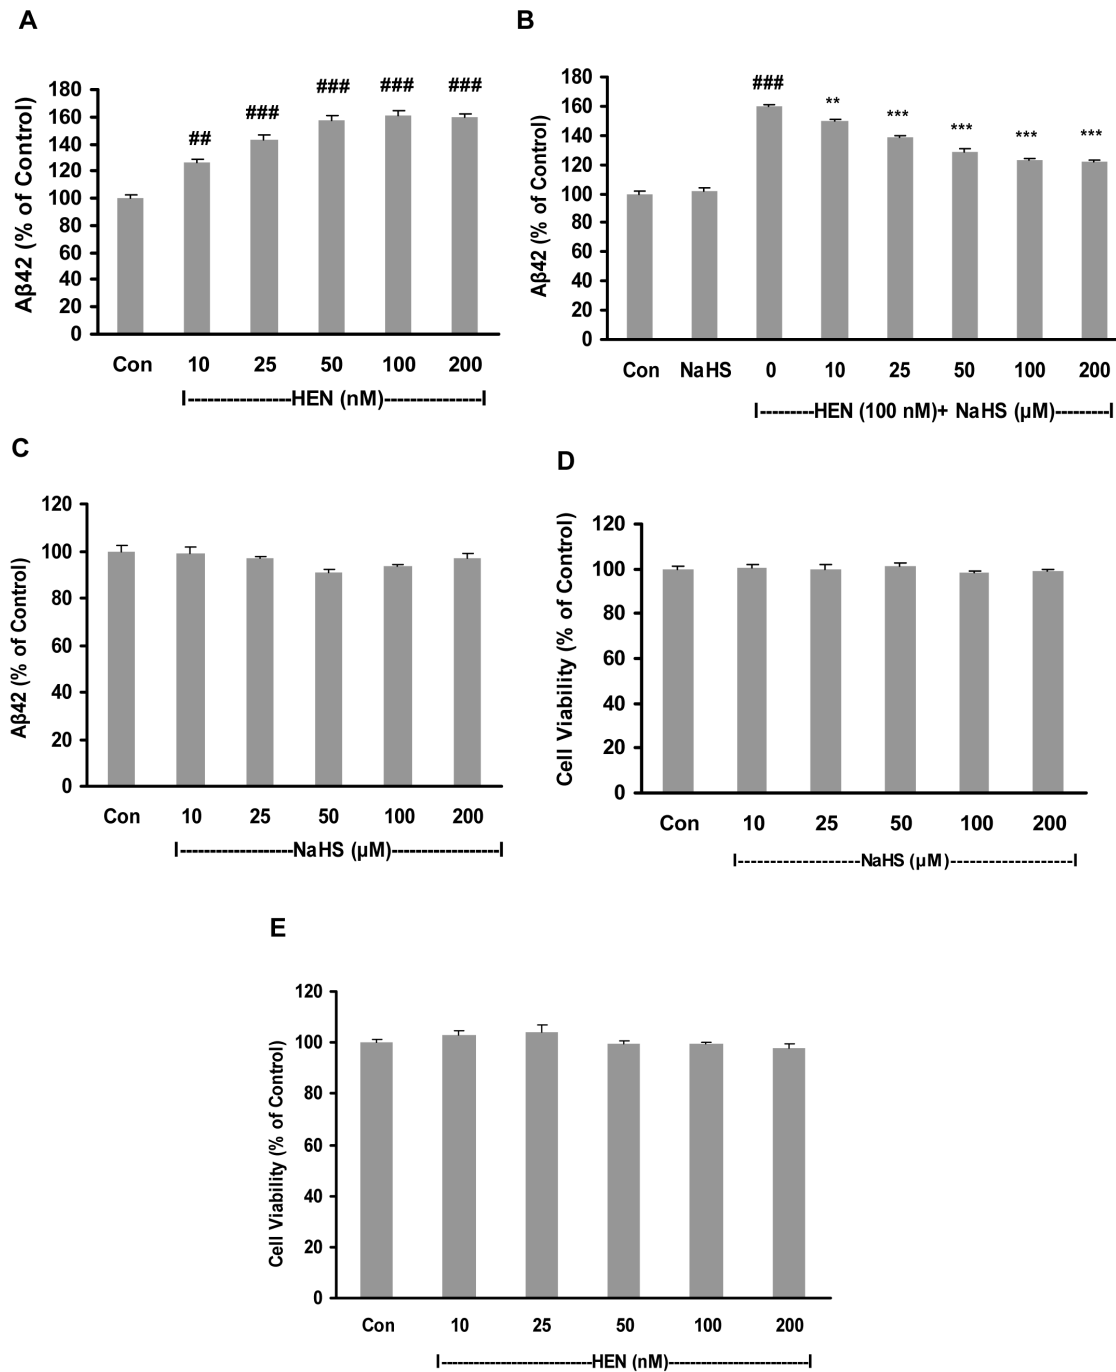 A
Aβ42 (% of Control)
180
160
140
120
100
80
60
40
20
0
## ### ### ### ###
Con 10 25 50 100 200
I------------------HEN (nM)-----------------I
B
Aβ42 (% of Control)
180
160
140
120
100
80
60
40
20
0
### ** *** *** *** ***
Con NaHS 0 10 25 50 100 200
I---------HEN (100 nM)+ NaHS (µM)---------I
C
Aβ42 (% of Control)
120
100
80
60
40
20
0
Con 10 25 50 100 200
I--------------------NaHS (µM)-------------------I
D
Cell Viability (% of Control)
120
100
80
60
40
20
0
Con 10 25 50 100 200
I--------------------NaHS (µM)--------------------I
E
Cell Viability (% of Control)
120
100
80
60
40
20
0
Con 10 25 50 100 200
I---------------------------HEN (nM)-------------------------I